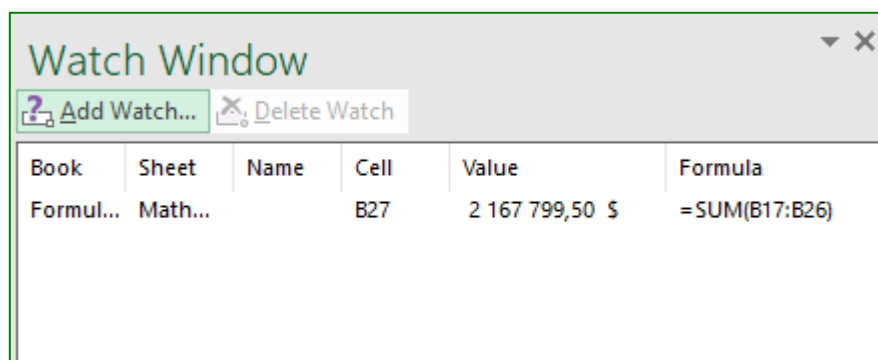 Watch Window
Add Watch... Delete Watch
Book Sheet Name Cell Value Formula
Formul... Math... B27 2 167 799,50 $ =SUM(B17:B26)